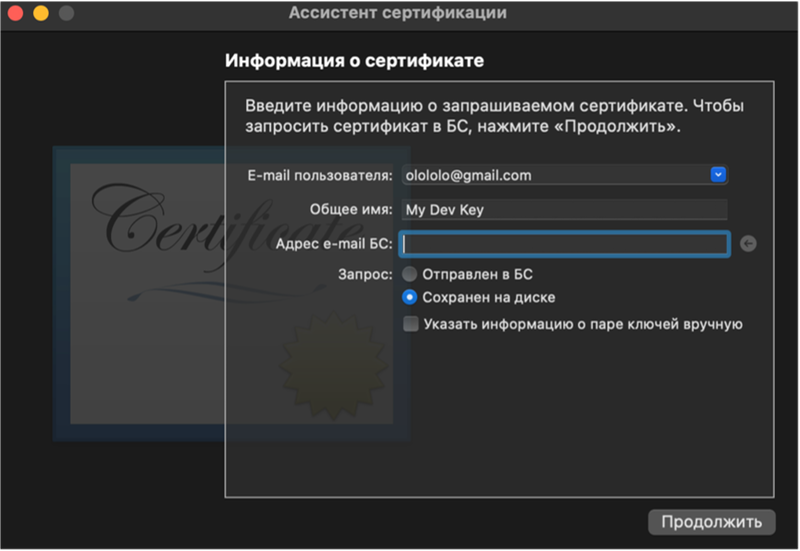 Ассистент сертификации
Информация о сертификате
Введите информацию о запрашиваемом сертификате. Чтобы
запросить сертификат в БС, нажмите «Продолжить».
E-mail пользователя: olololo@gmail.com
Общее имя: My Dev Key
Адрес e-mail БС:
Запрос: Отправлен в БС
Сохранен на диске
Указать информацию о паре ключей вручную
Certificate
Продолжить